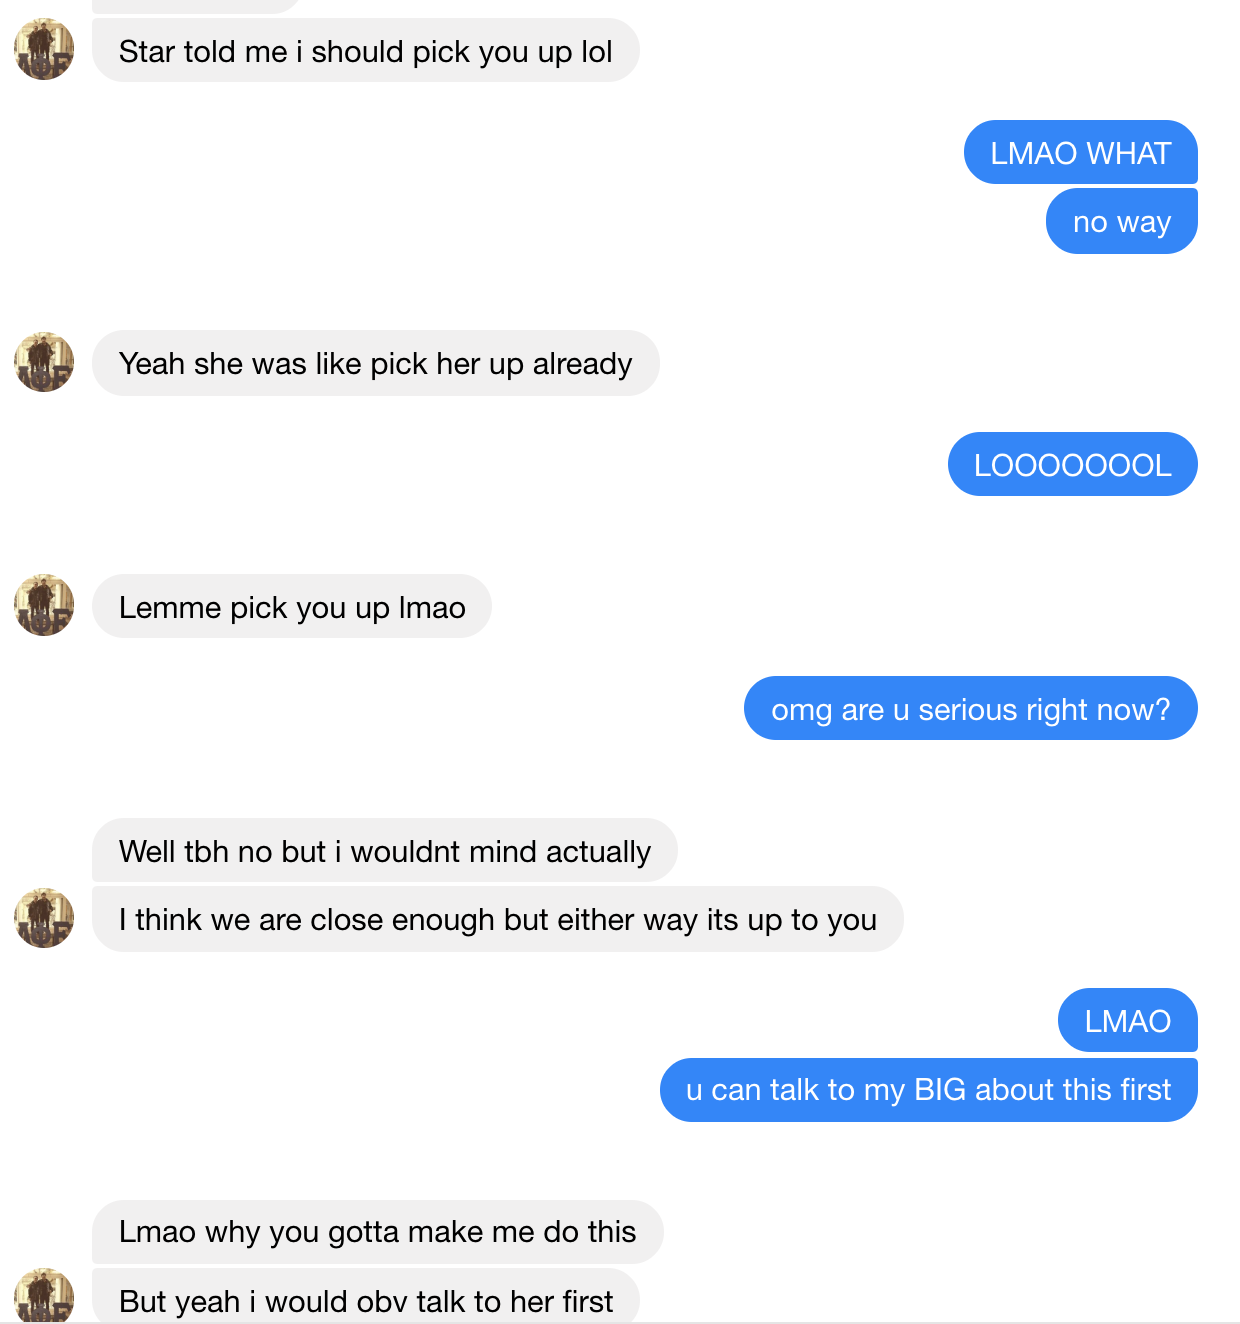 Star told me i should pick you up lol
LMAO WHAT
no way
Yeah she was like pick her up already
LOOOOOOOL
Lemme pick you up lmao
omg are u serious right now?
Well tbh no but i wouldnt mind actually
I think we are close enough but either way its up to you
LMAO
u can talk to my BIG about this first
Lmao why you gotta make me do this
But yeah i would obv talk to her first